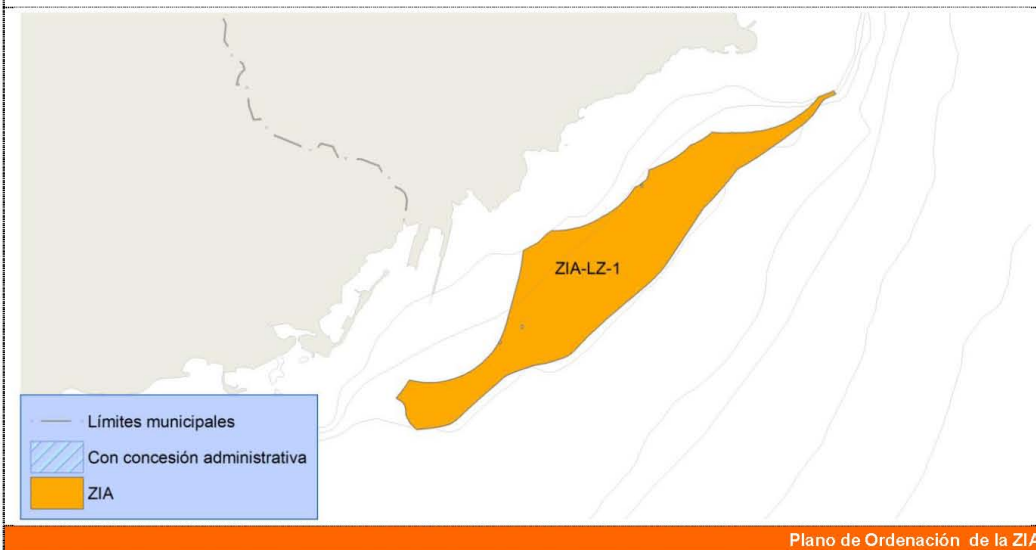 ZIA-LZ-1
Límites municipales
Con concesión administrativa
ZIA
Plano de Ordenación de la ZIA